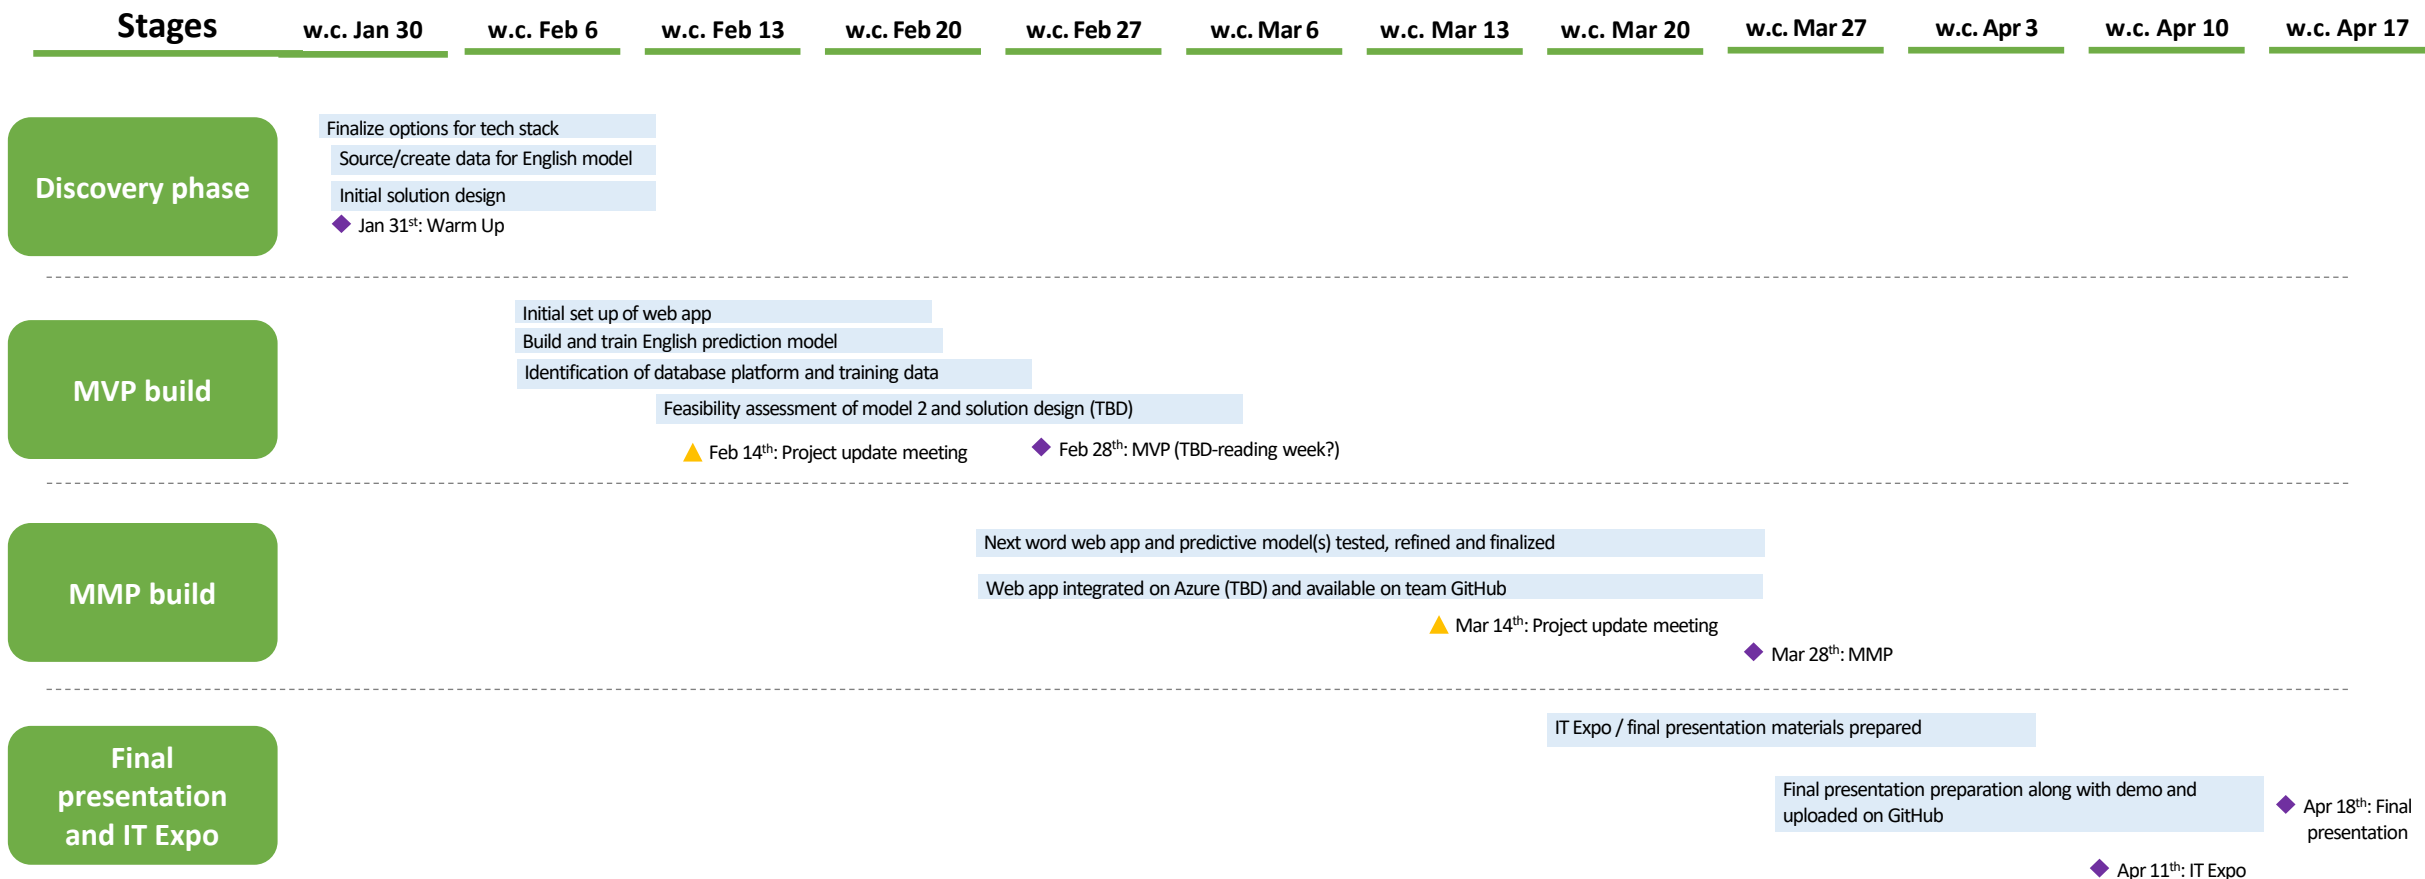 Stages
w.c. Jan 30
w.c. Feb 6
w.c. Feb 13
w.c. Feb 20
w.c. Feb 27
w.c. Mar 6
w.c. Mar 13
w.c. Mar 20
w.c. Mar 27
w.c. Apr 3
w.c. Apr 10
w.c. Apr 17
Discovery phase
Finalize options for tech stack
Source/create data for English model
Initial solution design
Jan 31st: Warm Up
MVP build
Initial set up of web app
Build and train English prediction model
Identification of database platform and training data
Feasibility assessment of model 2 and solution design (TBD)
Feb 14th: Project update meeting
Feb 28th: MVP (TBD-reading week?)
MMP build
Next word web app and predictive model(s) tested, refined and finalized
Web app integrated on Azure (TBD) and available on team GitHub
Mar 14th: Project update meeting
Mar 28th: MMP
Final
presentation
and IT Expo
IT Expo / final presentation materials prepared
Final presentation preparation along with demo and
uploaded on GitHub
Apr 18th: Final
presentation
Apr 11th: IT Expo